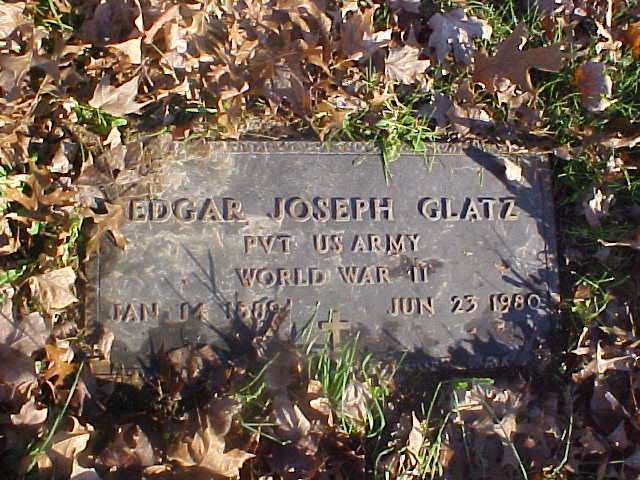 EDGAR JOSEPH GLATZ
PVT US ARMY
WORLD WAR II
JAN 14 JUN 23 1980